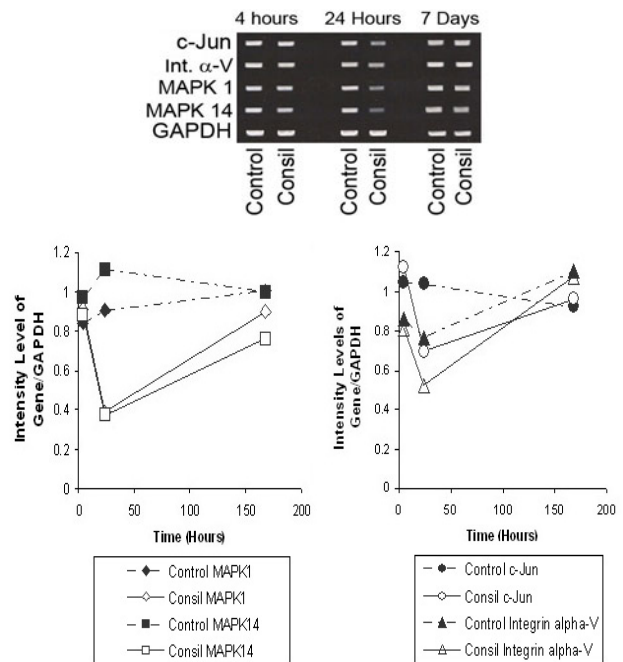 4 hours 24 Hours 7 Days
c-Jun
Int. α-V
MAPK 1
MAPK 14
GAPDH
Control Consil Control Consil Control Consil
Intensity Level of
Gene/GAPDH
1.2
1
0.8
0.6
0.4
0.2
0
0 50 100 150 200
Time (Hours)
Control MAPK1
Consil MAPK1
Control MAPK14
Consil MAPK14
Intensity Levels of
Gene/GAPDH
1.2
1
0.8
0.6
0.4
0.2
0
0 50 100 150 200
Time (Hours)
Control c-Jun
Consil c-Jun
Control Integrin alpha-V
Consil Integrin alpha-V